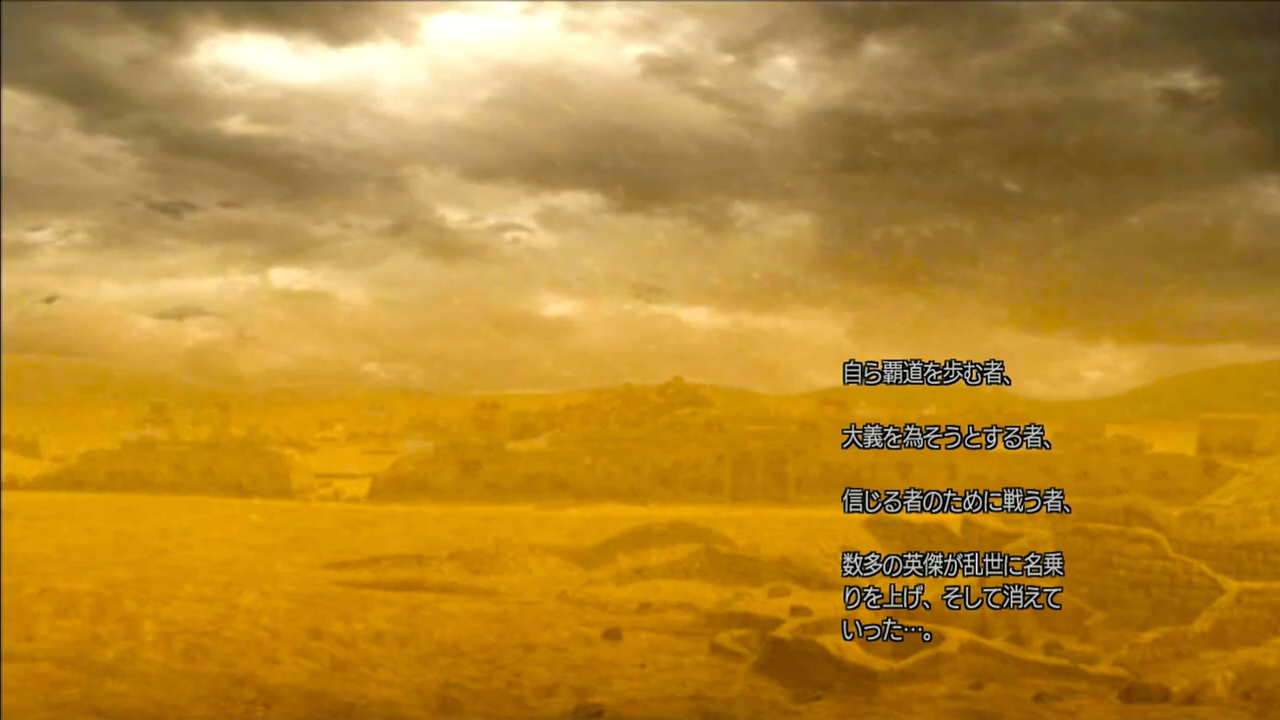 自ら覇道を歩む者、
大義を為そうとする者、
信じる者のために戦う者、
数多の英傑が乱世に名乗
りを上げ、そして消えて
いった…。